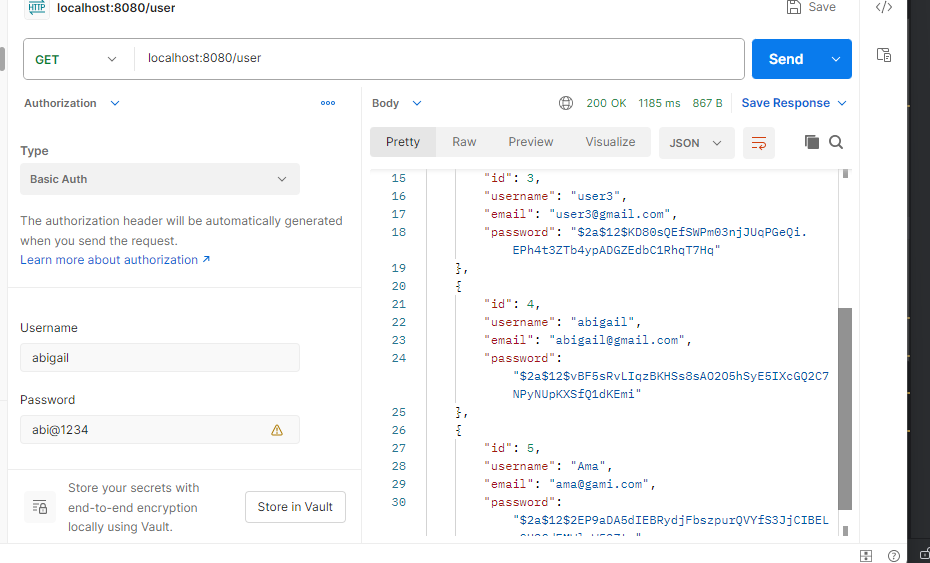 HTTP localhost:8080/user
Save
GET
localhost:8080/user
Send
Authorization
Body
200 OK 1185 ms 867 B
Save Response
Type
Basic Auth
The authorization header will be automatically generated
when you send the request.
Learn more about authorization ↗
Username
abigail
Password
abi@1234
Store your secrets with
end-to-end encryption
locally using Vault.
Store in Vault
Pretty
Raw
Preview
Visualize
JSON
15 "id": 3,
16 "username": "user3",
17 "email": "user3@gmail.com",
18 "password": "$2a$12$KD80sQEfSWPm03njJUqPGeQi.
EPh4t3ZTb4ypADGZEdbC1RhqT7Hq"
19 },
20 {
21 "id": 4,
22 "username": "abigail",
23 "email": "abigail@gmail.com",
24 "password":
"$2a$12$vBF5sRvLIqzBKHSs8sAO2O5hSyE5IXcGQ2C7
NPyNUpKXSfQ1dKEmi"
25 },
26 {
27 "id": 5,
28 "username": "Ama",
29 "email": "ama@gami.com",
30 "password":
"$2a$12$2EP9aDA5dIEBRydjFbszpurQVYfS3JjCIBEL